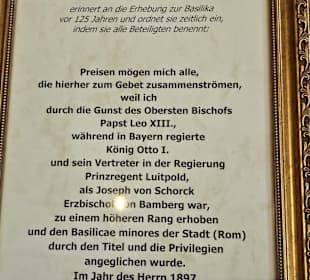 erinnert an die Erhebung zur Basilika
vor 125 Jahren und ordnet sie zeitlich ein,
indem sie alle Beteiligten benennt:
Preisen mögen mich alle,
die hierher zum Gebet zusammenströmen,
weil ich
durch die Gunst des Obersten Bischofs
Papst Leo XIII.,
während in Bayern regierte
König Otto I.
und sein Vertreter in der Regierung
Prinzregent Luitpold,
als Joseph von Schorck
Erzbischof von Bamberg war,
zu einem höheren Rang erhoben
und den Basilicae minores der Stadt (Rom)
durch den Titel und die Privilegien
angeglichen wurde.
Im Jahr des Herrn 1897